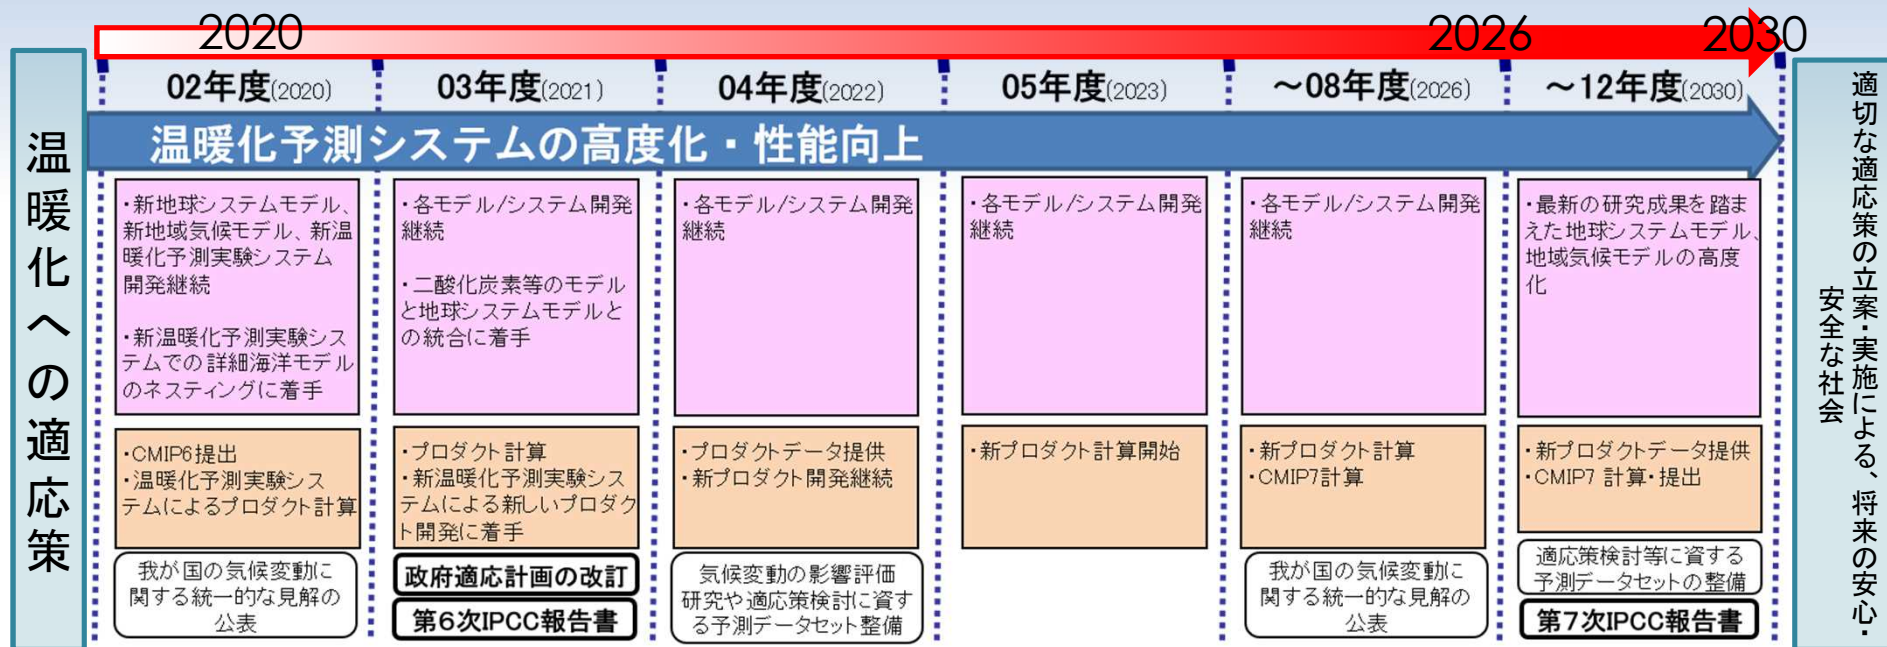 2020
2026
2030
02年度(2020)
03年度(2021)
04年度(2022)
05年度(2023)
～08年度(2026)
～12年度(2030)
温暖化への適応策
温暖化予測システムの高度化・性能向上
・新地球システムモデル、
新地域気候モデル、新温
暖化予測実験システム
開発継続
・新温暖化予測実験シス
テムでの詳細海洋モデル
のネスティングに着手
・各モデル/システム開発
継続
・二酸化炭素等のモデル
と地球システムモデルと
の統合に着手
・各モデル/システム開発
継続
・各モデル/システム開発
継続
・各モデル/システム開発
継続
・最新の研究成果を踏ま
えた地球システムモデル、
地域気候モデルの高度
化
・CMIP6提出
・温暖化予測実験シス
テムによるプロダクト計算
・プロダクト計算
・新温暖化予測実験シス
テムによる新しいプロダク
ト開発に着手
・プロダクトデータ提供
・新プロダクト開発継続
・新プロダクト計算開始
・新プロダクト計算
・CMIP7計算
・新プロダクトデータ提供
・CMIP7 計算・提出
我が国の気候変動に
関する統一的な見解の
公表
政府適応計画の改訂
第6次IPCC報告書
気候変動の影響評価
研究や適応策検討に資す
る予測データセット整備
我が国の気候変動に
関する統一的な見解の
公表
適応策検討等に資する
予測データセットの整備
第7次IPCC報告書
適切な適応策の立案・実施による、将来の安心・
安全な社会